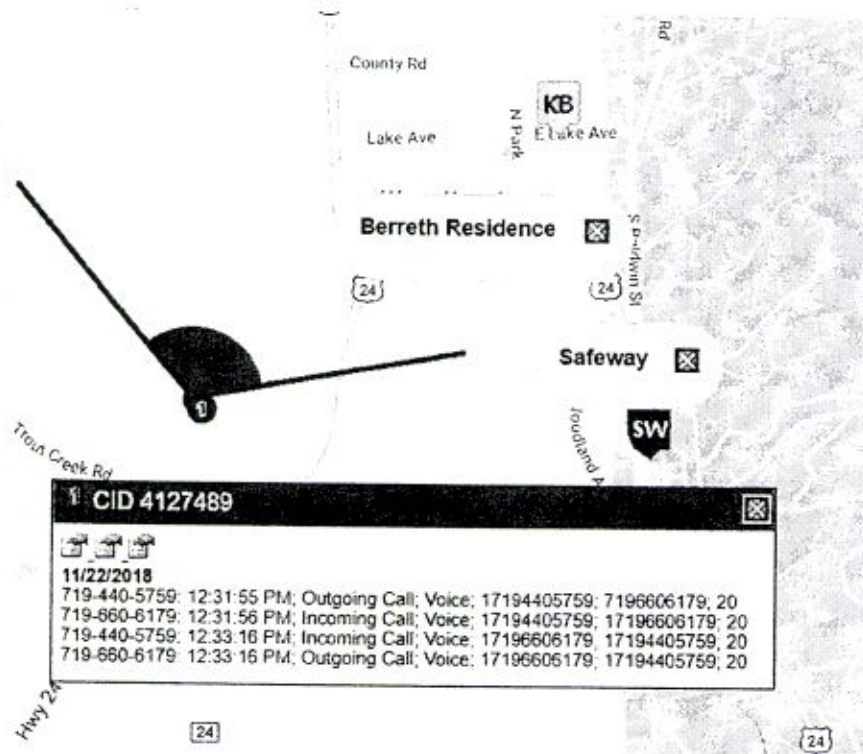 Rd
County Rd
KB
N Park
E Lake Ave
Lake Ave
Berreth Residence
24
24
Safeway
1
SW
Trout Creek Rd
1 CID 4127489
11/22/2018
719-440-5759: 12:31:55 PM; Outgoing Call; Voice; 17194405759; 7196606179; 20
719-660-6179: 12:31:56 PM; Incoming Call; Voice; 17194405759; 17196606179; 20
719-440-5759: 12:33:16 PM; Incoming Call; Voice; 17196606179; 17194405759; 20
719-660-6179: 12:33:16 PM; Outgoing Call; Voice; 17196606179; 17194405759; 20
Hwy 24
24
24